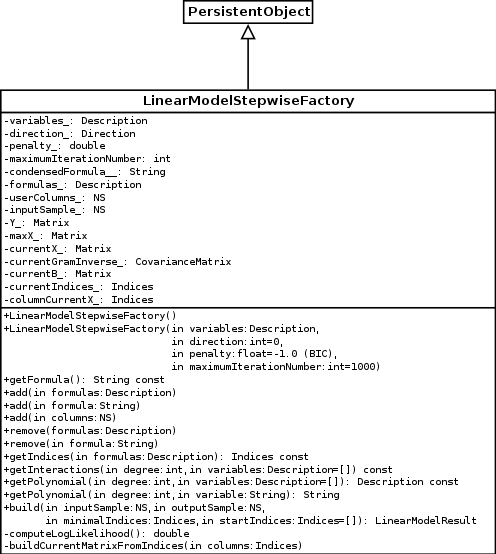 PersistentObject
LinearModelStepwiseFactory
-variables_: Description
-direction_: Direction
-penalty_: double
-maximumIterationNumber: int
-condensedFormula__: String
-formulas_: Description
-userColumns_: NS
-inputSample_: NS
-Y_: Matrix
-maxX_: Matrix
-currentX_: Matrix
-currentGramInverse_: CovarianceMatrix
-currentB_: Matrix
-currentIndices_: Indices
-columnCurrentX_: Indices
+LinearModelStepwiseFactory()
+LinearModelStepwiseFactory(in variables:Description,
in direction:int=0,
in penalty:float=-1.0 (BIC),
in maximumIterationNumber:int=1000)
+getFormula(): String const
+add(in formulas:Description)
+add(in formula:String)
+add(in columns:NS)
+remove(formulas:Description)
+remove(in formula:String)
+getIndices(in formulas:Description): Indices const
+getInteractions(in degree:int,in variables:Description=[]) const
+getPolynomial(in degree:int,in variables:Description=[]): Description const
+getPolynomial(in degree:int,in variable:String): String
+build(in inputSample:NS,in outputSample:NS,
in minimalIndices:Indices,in startIndices:Indices=[]): LinearModelResult
-computeLogLikelihood(): double
-buildCurrentMatrixFromIndices(in columns:Indices)